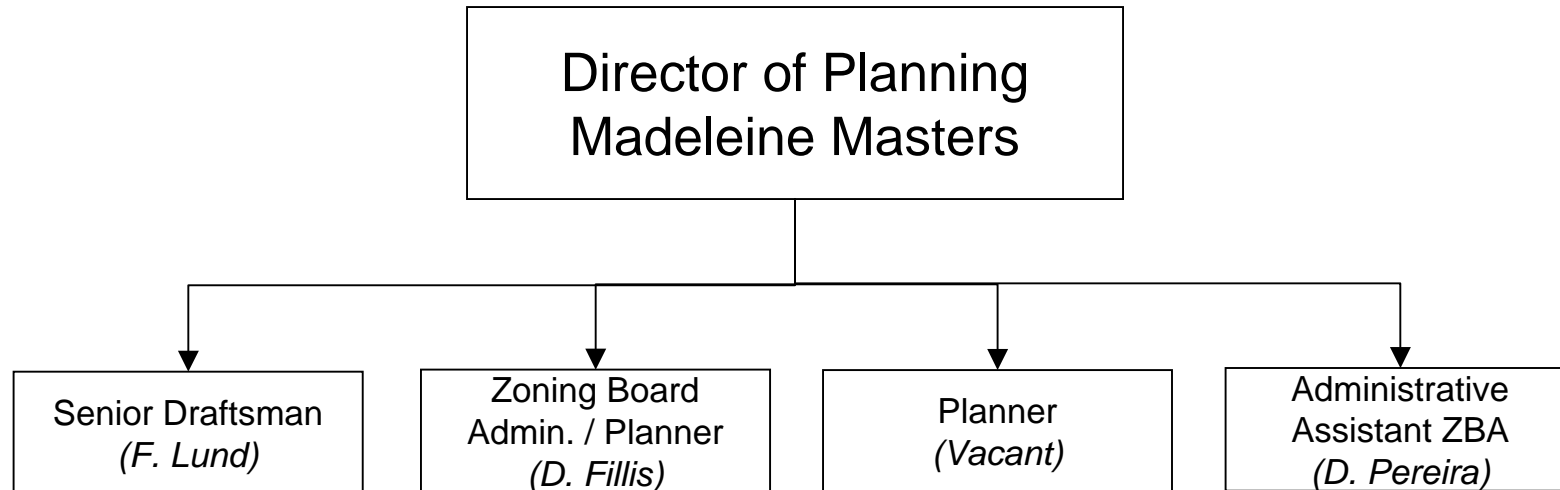 Director of Planning
Madeleine Masters
Senior Draftsman
(F. Lund)
Zoning Board
Admin. / Planner
(D. Fillis)
Planner
(Vacant)
Administrative
Assistant ZBA
(D. Pereira)